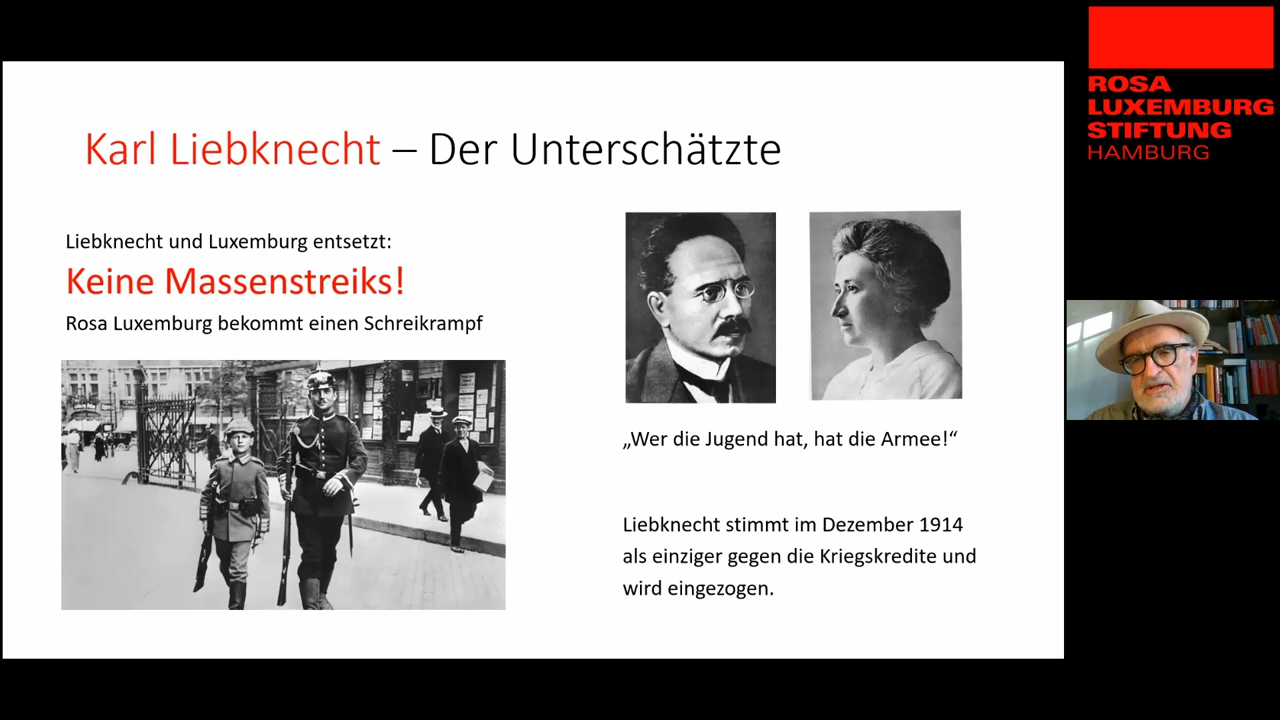 Karl Liebknecht – Der Unterschätzte
Liebknecht und Luxemburg entsetzt:
Keine Massenstreiks!
Rosa Luxemburg bekommt einen Schreikrampf
„Wer die Jugend hat, hat die Armee!“
Liebknecht stimmt im Dezember 1914
als einziger gegen die Kriegskredite und
wird eingezogen.
ROSA
LUXEMBURG
STIFTUNG
HAMBURG